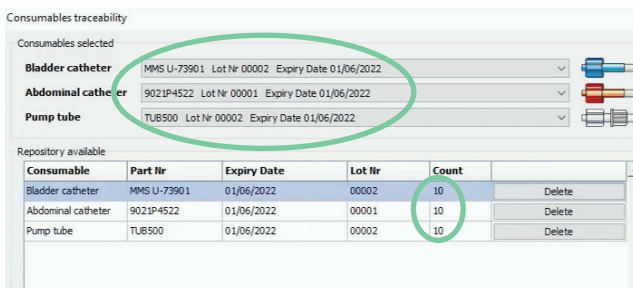 Consumables traceability
Consumables selected
Bladder catheter MMS U-73901 Lot Nr 00002 Expiry Date 01/06/2022
Abdominal catheter 9021P4522 Lot Nr 00001 Expiry Date 01/06/2022
Pump tube TUB500 Lot Nr 00002 Expiry Date 01/06/2022
Repository available
Consumable Part Nr Expiry Date Lot Nr Count
Bladder catheter MMS U-73901 01/06/2022 00002 10 Delete
Abdominal catheter 9021P4522 01/06/2022 00001 10 Delete
Pump tube TUB500 01/06/2022 00002 10 Delete